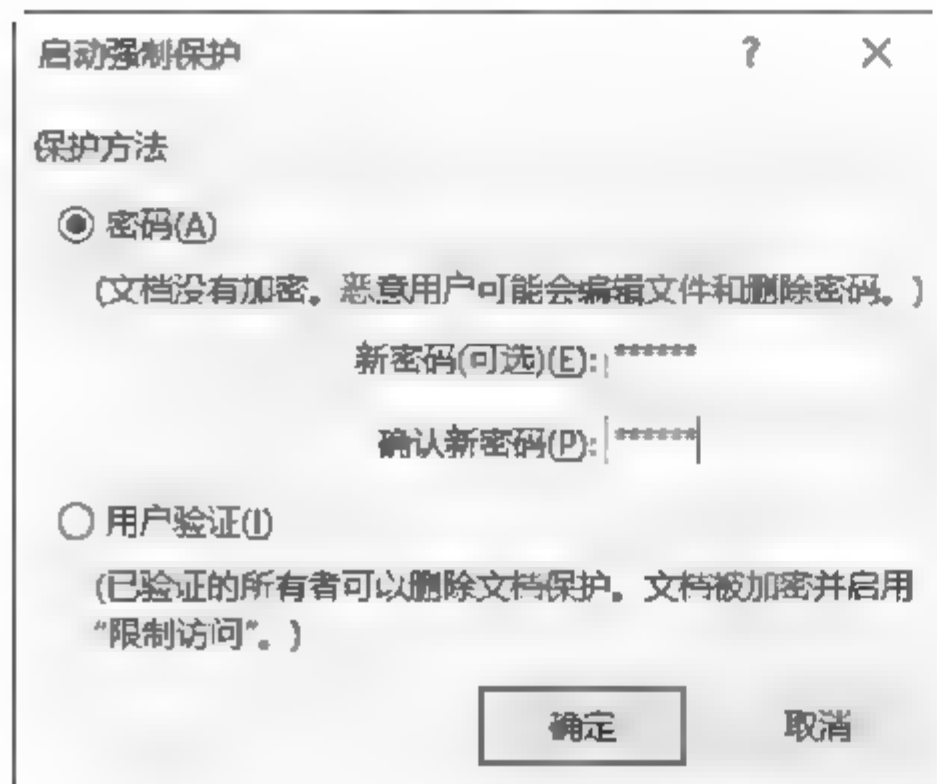 启动强制保护 ? ×
保护方法
密码(A)
(文档没有加密。恶意用户可能会编辑文件和删除密码。)
新密码(可选)(E): ******
确认新密码(P): ******
用户验证(I)
(已验证的所有者可以删除文档保护。文档被加密并启用
“限制访问”。)
确定 取消